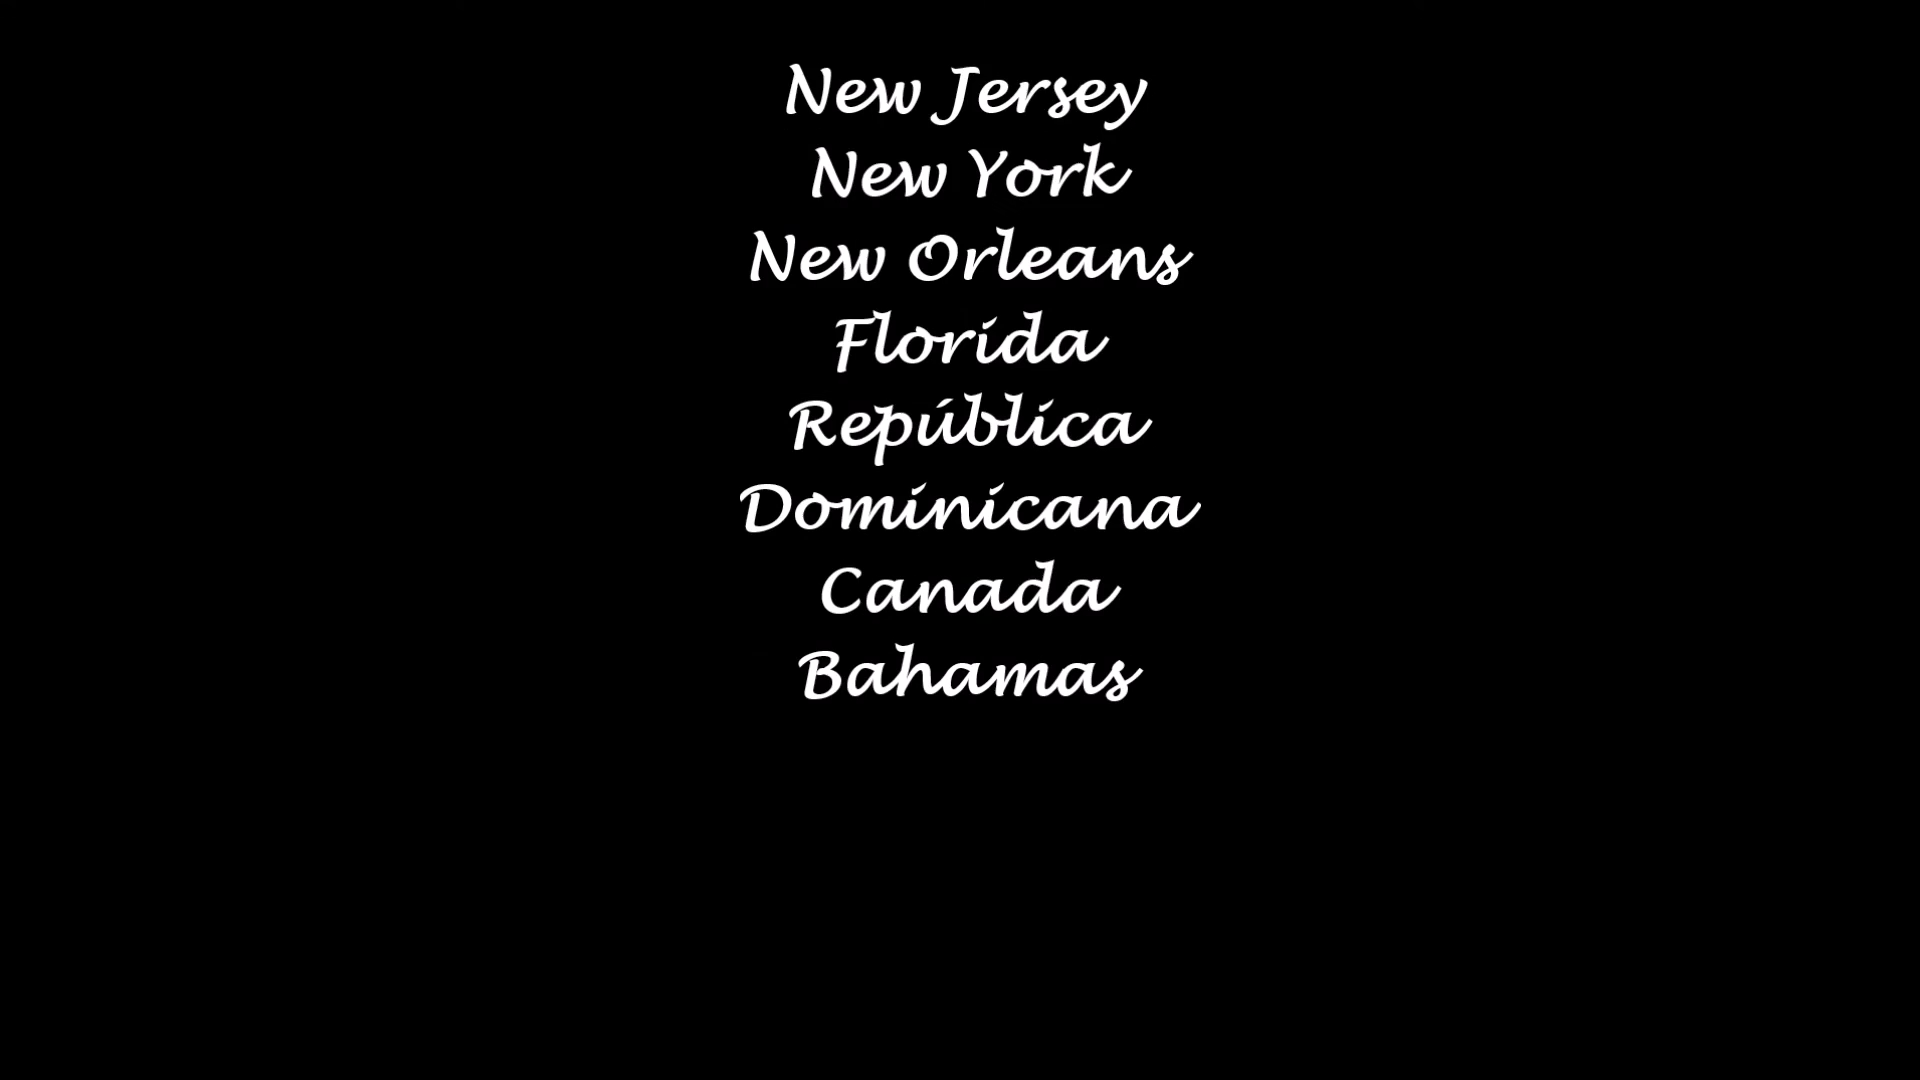 New Jersey
New York
New Orleans
Florida
República
Dominicana
Canada
Bahamas